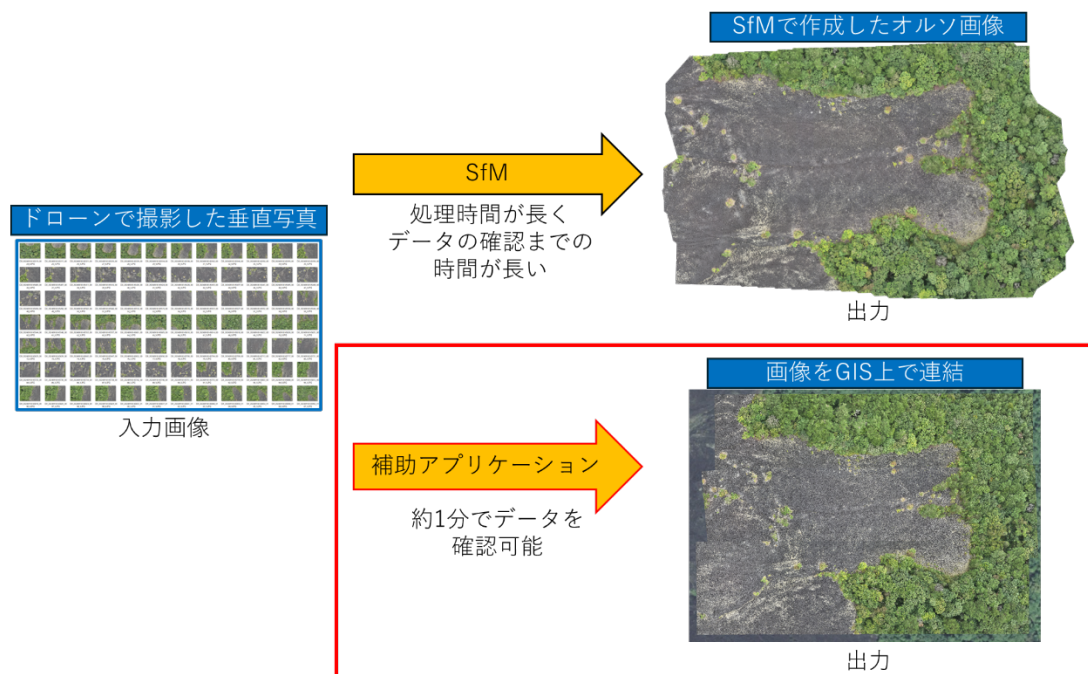 SfMで作成したオルソ画像
SfM
処理時間が長く
データの確認までの
時間が長い
出力
ドローンで撮影した垂直写真
入力画像
画像をGIS上で連結
補助アプリケーション
約1分でデータを
確認可能
出力